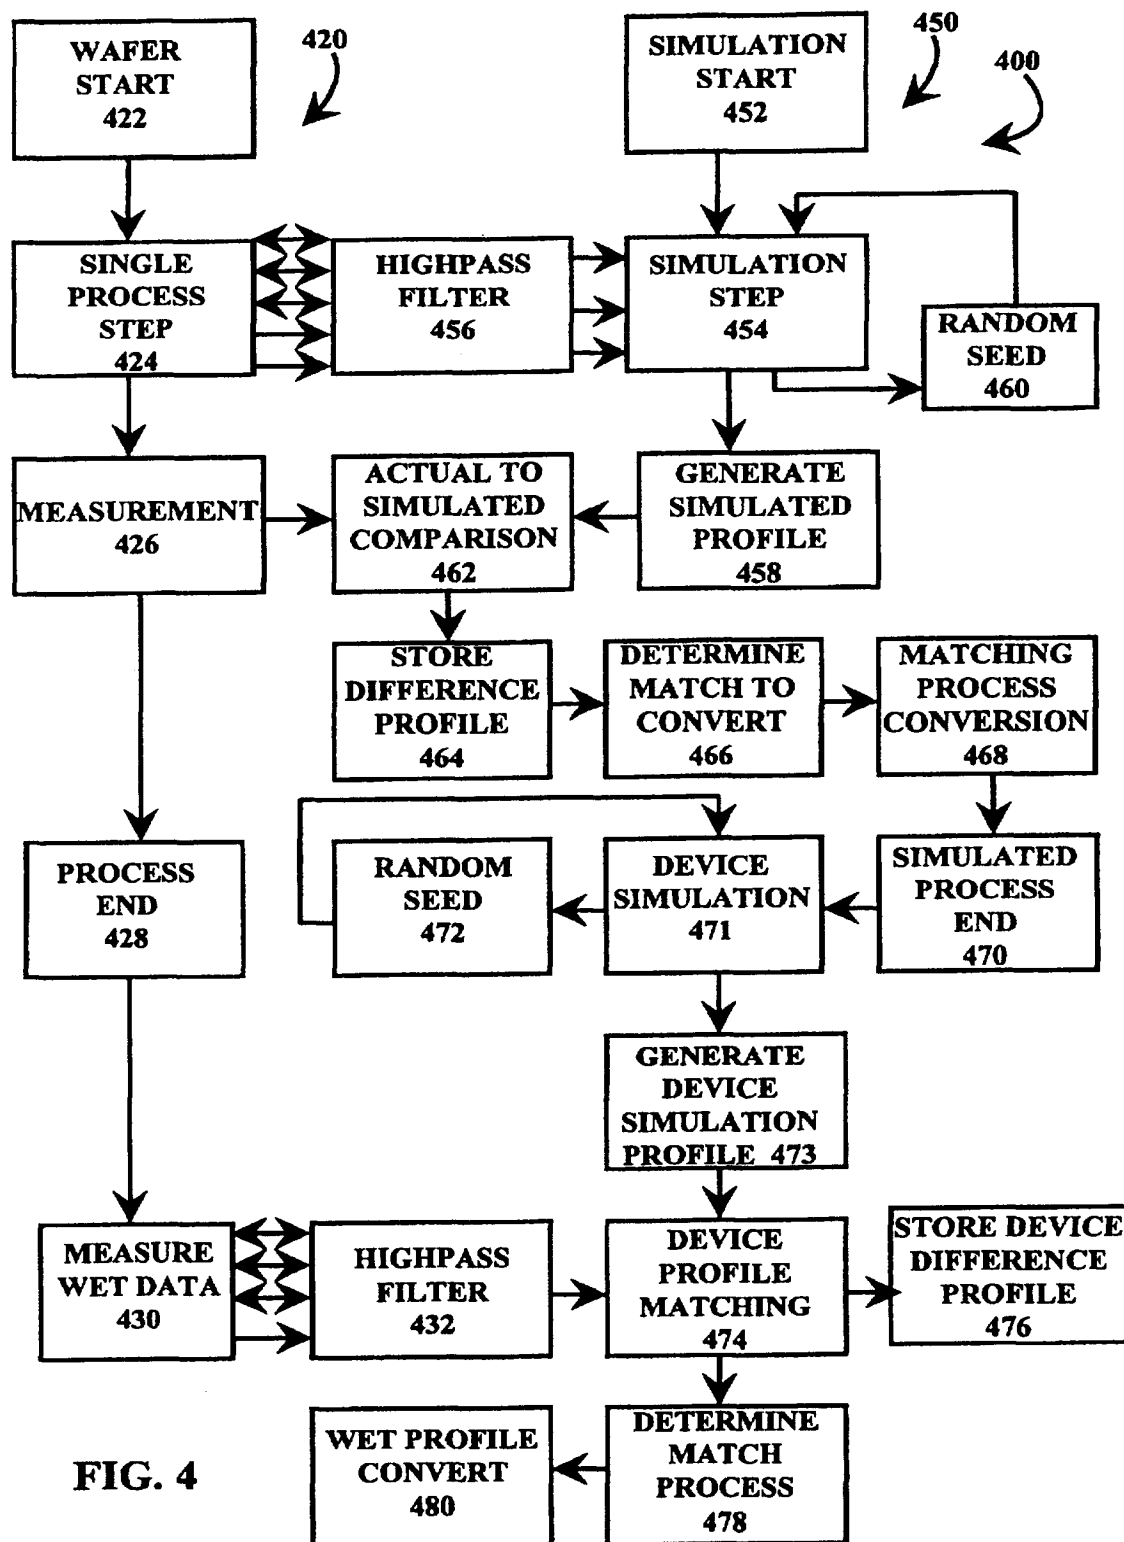 WAFER
START
422
420
SIMULATION
START
452
450
400
SINGLE
PROCESS
STEP
424
HIGHPASS
FILTER
456
SIMULATION
STEP
454
RANDOM
SEED
460
MEASUREMENT
426
ACTUAL TO
SIMULATED
COMPARISON
462
GENERATE
SIMULATED
PROFILE
458
STORE
DIFFERENCE
PROFILE
464
DETERMINE
MATCH TO
CONVERT
466
MATCHING
PROCESS
CONVERSION
468
PROCESS
END
428
RANDOM
SEED
472
DEVICE
SIMULATION
471
SIMULATED
PROCESS
END
470
GENERATE
DEVICE
SIMULATION
PROFILE 473
MEASURE
WET DATA
430
HIGHPASS
FILTER
432
DEVICE
PROFILE
MATCHING
474
STORE DEVICE
DIFFERENCE
PROFILE
476
FIG. 4
WET PROFILE
CONVERT
480
DETERMINE
MATCH
PROCESS
478